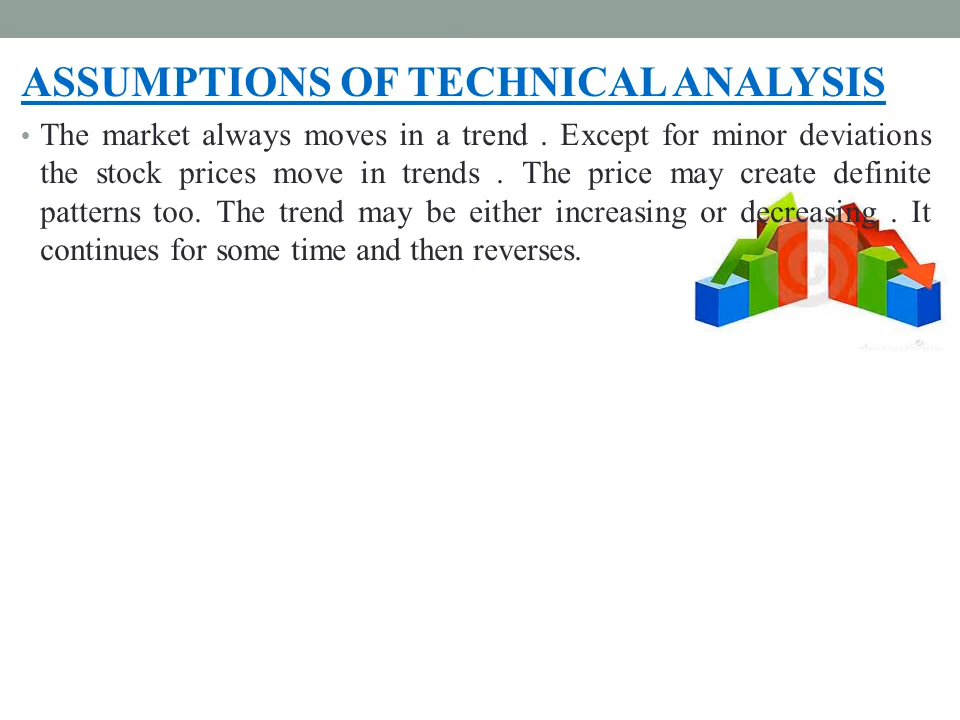 ASSUMPTIONS OF TECHNICAL ANALYSIS
• The market always moves in a trend . Except for minor deviations
the stock prices move in trends . The price may create definite
patterns too. The trend may be either increasing or decreasing . It
continues for some time and then reverses.